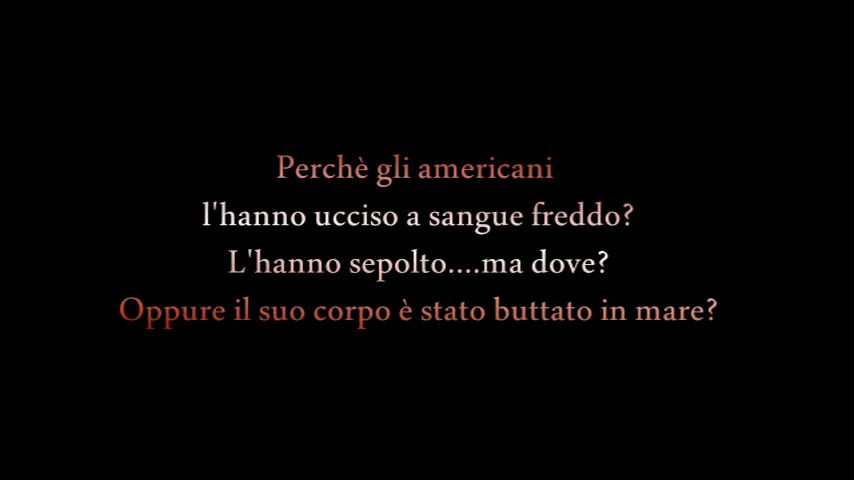 Perchè gli americani
l'hanno ucciso a sangue freddo?
L'hanno sepolto....ma dove?
Oppure il suo corpo è stato buttato in mare?